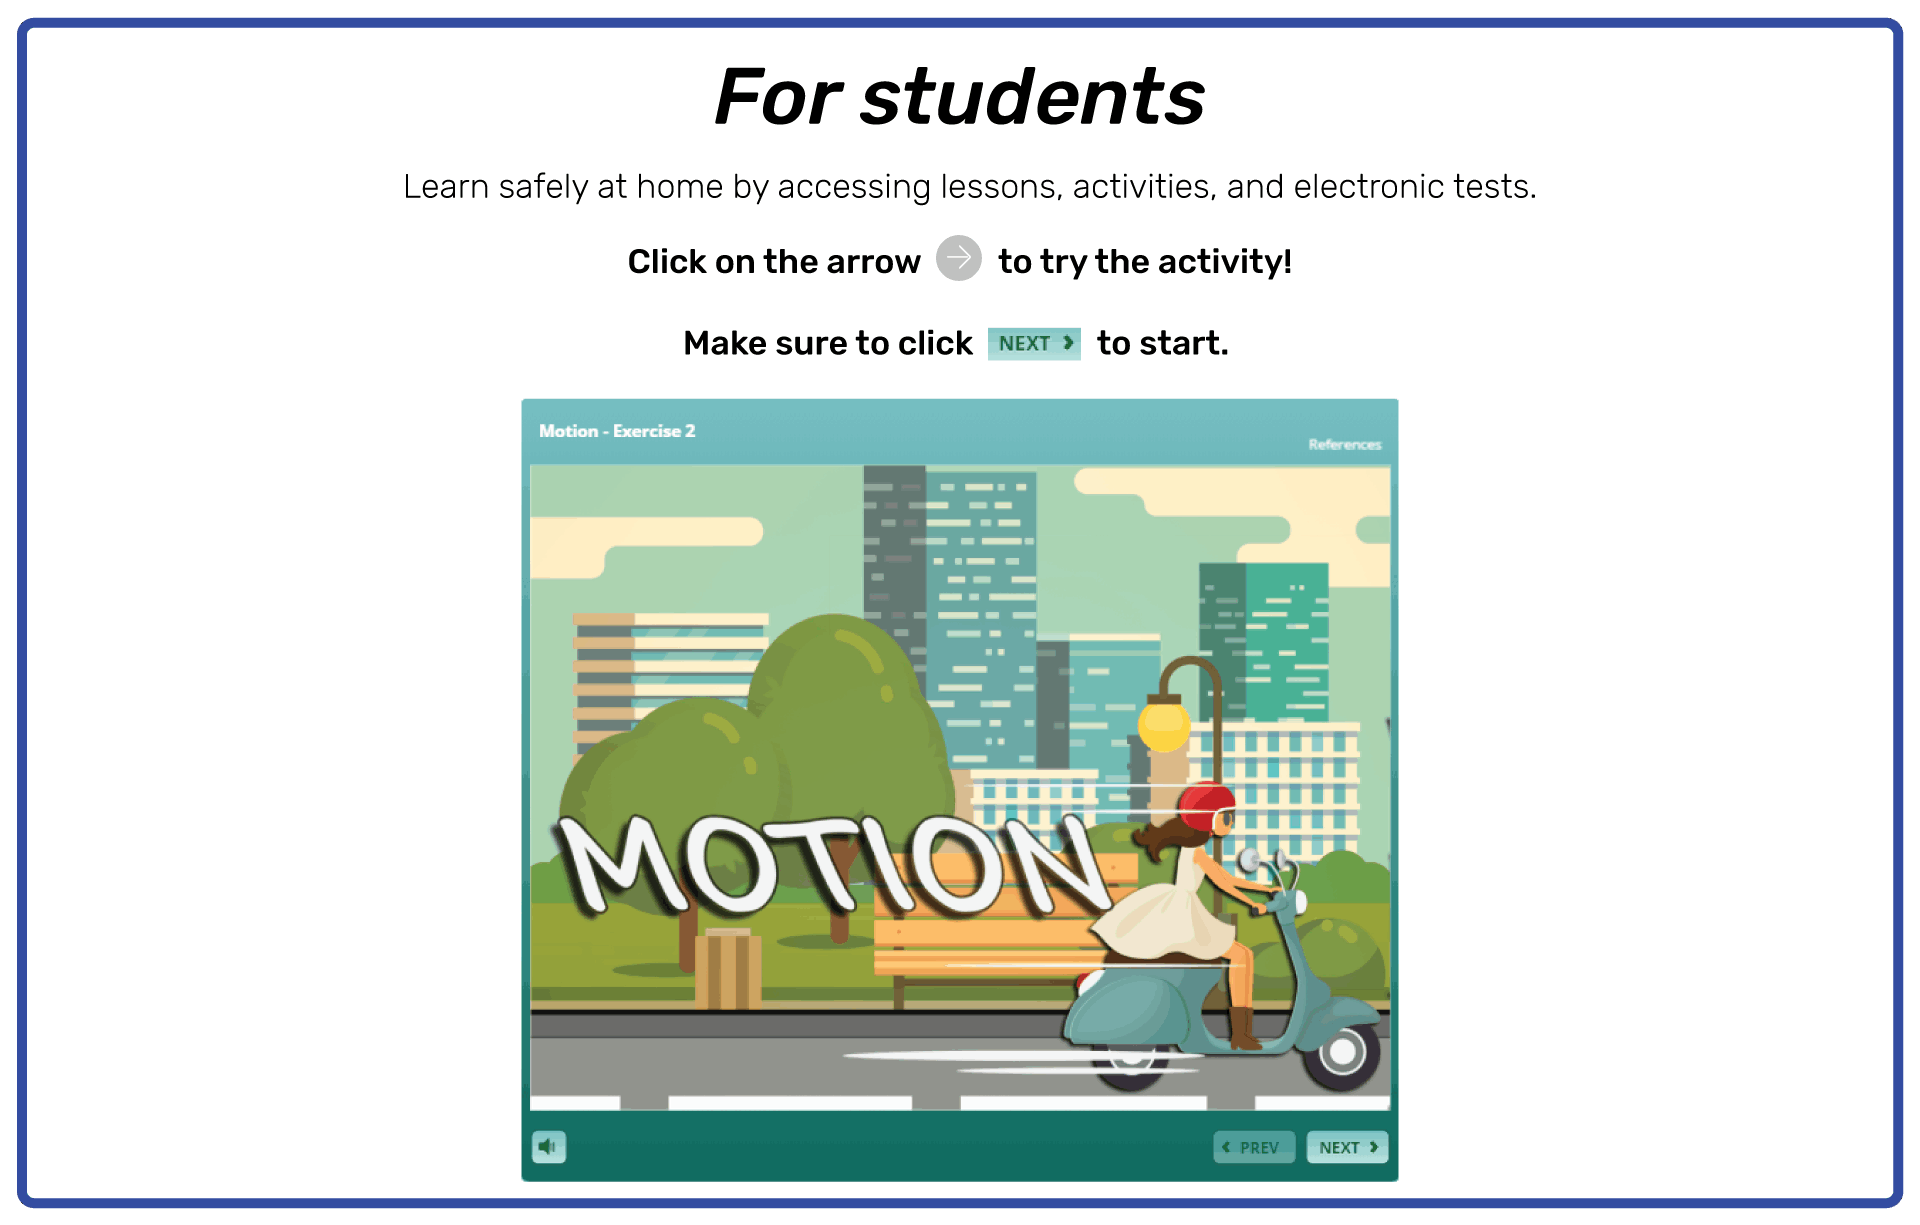 For students
Learn safely at home by accessing lessons, activities, and electronic tests.
Click on the arrow to try the activity!
Make sure to click NEXT to start.
Motion - Exercise 2
References
MOTION
PREV
NEXT